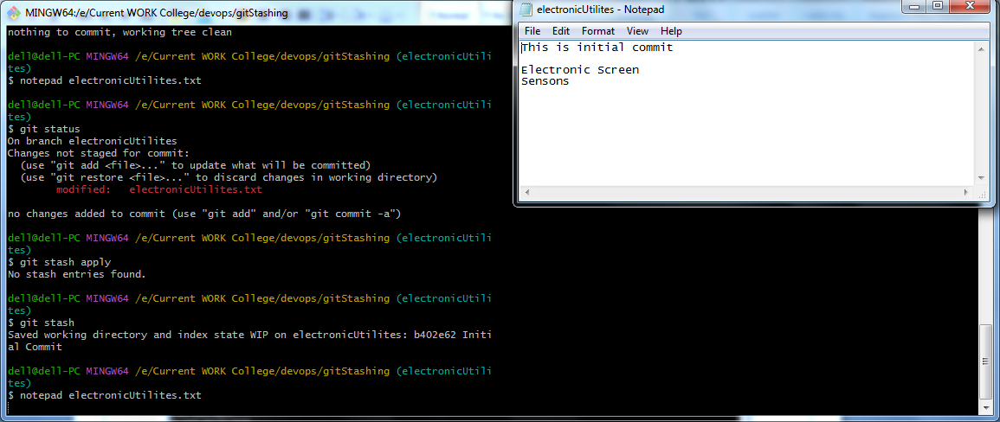 MINGW64:/e/Current WORK College/devops/gitStashing
nothing to commit, working tree clean
dell@dell-PC MINGW64 /e/Current WORK College/devops/gitStashing (electronicUtili
tes)
$ notepad electronicUtilites.txt
dell@dell-PC MINGW64 /e/Current WORK College/devops/gitStashing (electronicUtili
tes)
$ git status
On branch electronicUtilites
Changes not staged for commit:
(use "git add <file>..." to update what will be committed)
(use "git restore <file>..." to discard changes in working directory)
modified: electronicUtilites.txt
no changes added to commit (use "git add" and/or "git commit -a")
dell@dell-PC MINGW64 /e/Current WORK College/devops/gitStashing (electronicUtili
tes)
$ git stash apply
No stash entries found.
dell@dell-PC MINGW64 /e/Current WORK College/devops/gitStashing (electronicUtili
tes)
$ git stash
Saved working directory and index state WIP on electronicUtilites: b402e62 Initi
al Commit
dell@dell-PC MINGW64 /e/Current WORK College/devops/gitStashing (electronicUtili
tes)
$ notepad electronicUtilites.txt
electronicUtilites - Notepad
File Edit Format View Help
This is initial commit
Electronic Screen
Sensons